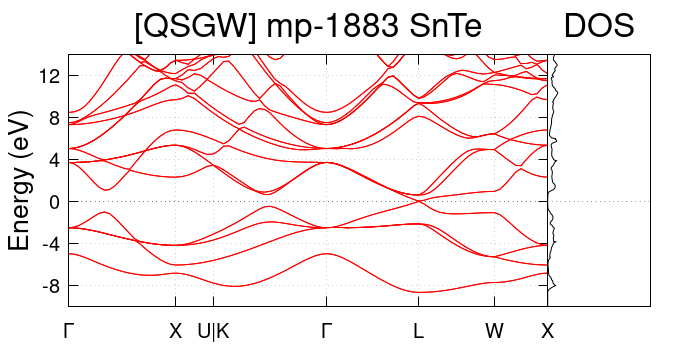 [QSGW] mp-1883 SnTe DOS
Energy (eV)
12
8
4
0
-4
-8
Γ X U|K Γ L W X